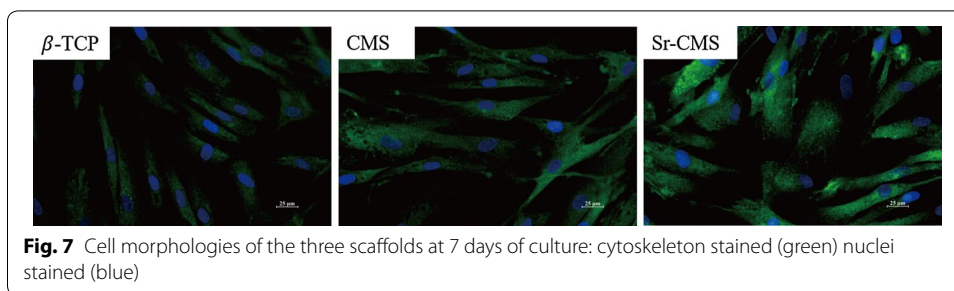 β-TCP
CMS
Sr-CMS
25 μm
25 μm
25 μm
Fig. 7 Cell morphologies of the three scaffolds at 7 days of culture: cytoskeleton stained (green) nuclei
stained (blue)